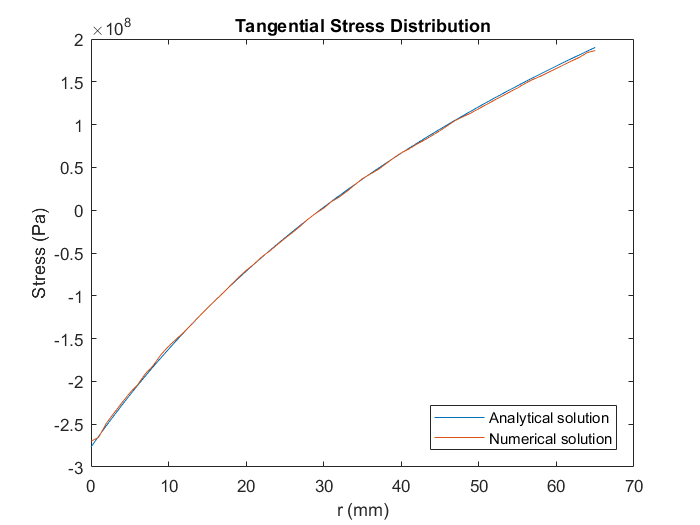 Tangential Stress Distribution
×10⁸
2
1.5
1
0.5
0
-0.5
-1
-1.5
-2
-2.5
-3
Stress (Pa)
0 10 20 30 40 50 60 70
r (mm)
Analytical solution
Numerical solution